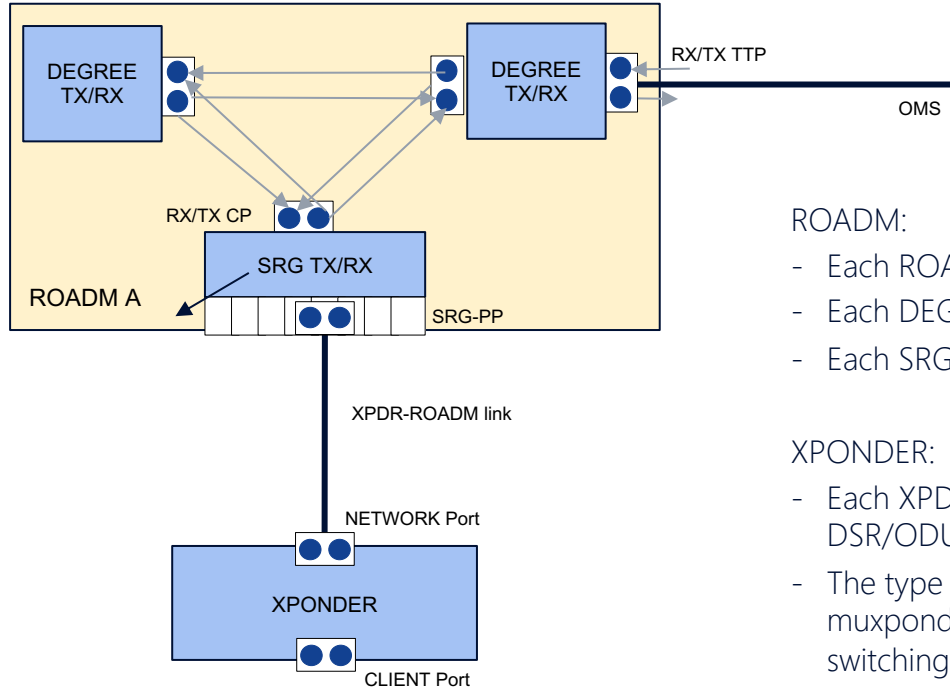 DEGREE
TX/RX
DEGREE
TX/RX
RX/TX TTP
OMS
RX/TX CP
SRG TX/RX
ROADM A
SRG-PP
XPDR-ROADM link
NETWORK Port
XPONDER
CLIENT Port
ROADM:
- Each ROA
- Each DEG
- Each SRG
XPONDER:
- Each XPD
DSR/ODU
- The type
muxpond
switching